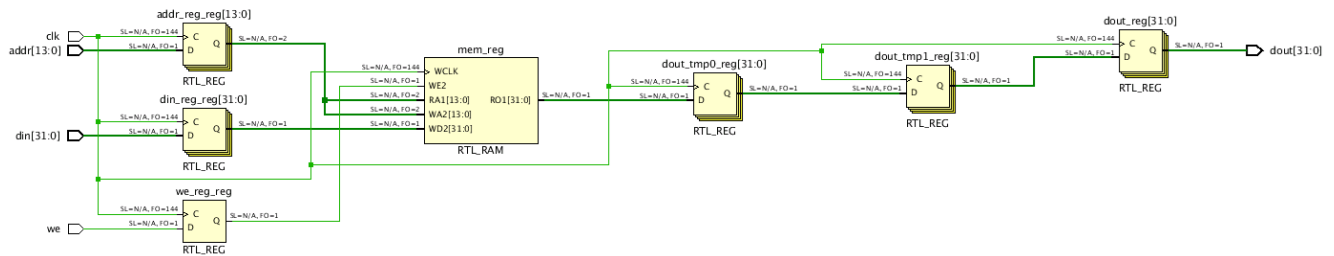 addr_reg_reg[13:0]
clk
SL=N/A, FO=144
C
addr[13:0]
SL=N/A, FO=1
D
Q
SL=N/A, FO=2
RTL_REG
din_reg_reg[31:0]
SL=N/A, FO=144
C
din[31:0]
SL=N/A, FO=1
D
Q
SL=N/A, FO=1
RTL_REG
we_reg_reg
SL=N/A, FO=144
C
we
SL=N/A, FO=1
D
Q
SL=N/A, FO=1
RTL_REG
mem_reg
SL=N/A, FO=144
WCLK
SL=N/A, FO=1
WE2
SL=N/A, FO=2
RA1[13:0]
SL=N/A, FO=2
WA2[13:0]
SL=N/A, FO=1
WD2[31:0]
RO1[31:0]
SL=N/A, FO=1
RTL_RAM
dout_tmp0_reg[31:0]
SL=N/A, FO=144
C
SL=N/A, FO=1
D
Q
SL=N/A, FO=1
RTL_REG
dout_tmp1_reg[31:0]
SL=N/A, FO=144
C
SL=N/A, FO=1
D
Q
SL=N/A, FO=1
RTL_REG
dout_reg[31:0]
SL=N/A, FO=144
C
SL=N/A, FO=1
D
Q
SL=N/A, FO=1
dout[31:0]
RTL_REG